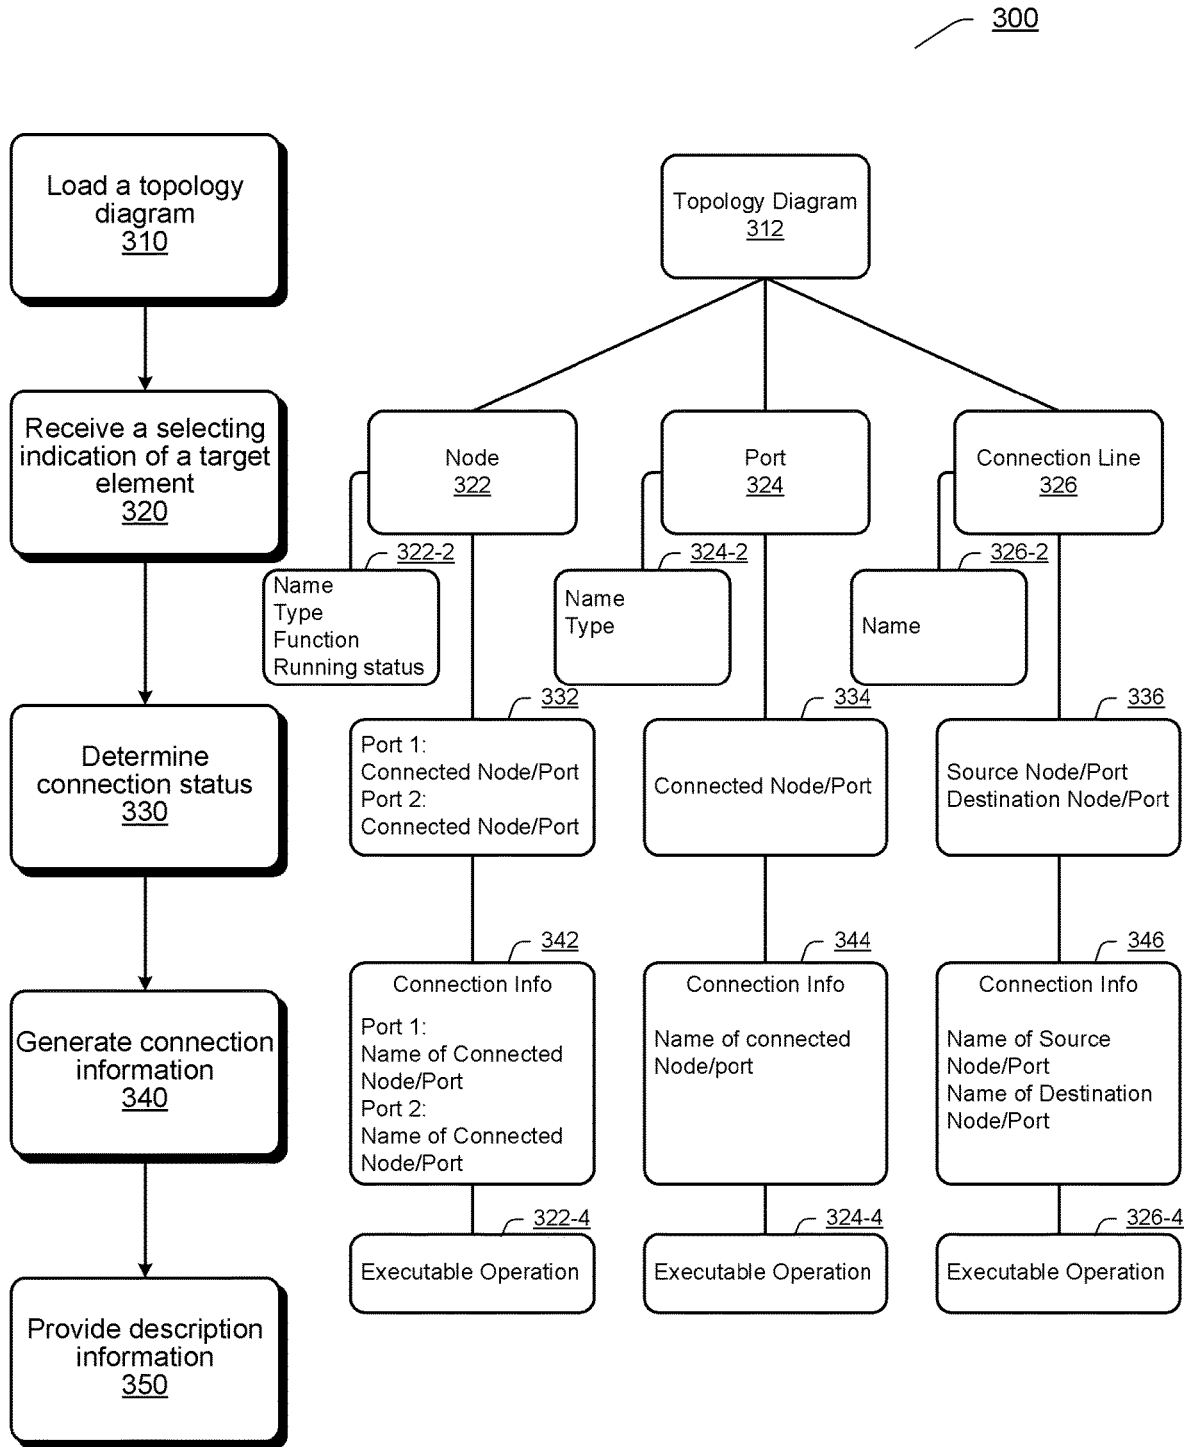 300
Load a topology
diagram
310
Receive a selecting
indication of a target
element
320
Determine
connection status
330
Generate connection
information
340
Provide description
information
350
Topology Diagram
312
Node
322
Port
324
Connection Line
326
322-2
Name
Type
Function
Running status
324-2
Name
Type
326-2
Name
332
Port 1:
Connected Node/Port
Port 2:
Connected Node/Port
334
Connected Node/Port
336
Source Node/Port
Destination Node/Port
342
Connection Info
Port 1:
Name of Connected
Node/Port
Port 2:
Name of Connected
Node/Port
344
Connection Info
Name of connected
Node/port
346
Connection Info
Name of Source
Node/Port
Name of Destination
Node/Port
322-4
Executable Operation
324-4
Executable Operation
326-4
Executable Operation